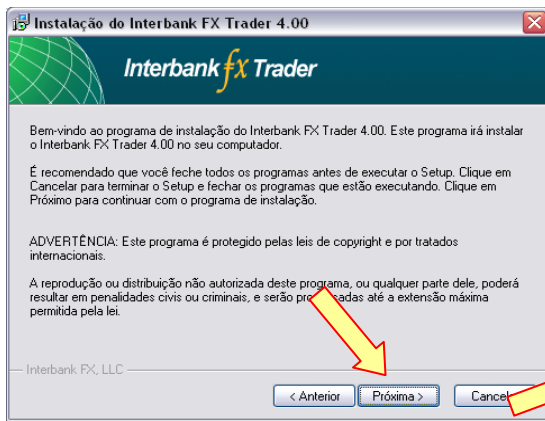 Instalação do Interbank FX Trader 4.00
Interbank fx Trader
Bem-vindo ao programa de instalação do Interbank FX Trader 4.00. Este programa irá instalar
o Interbank FX Trader 4.00 no seu computador.
É recomendado que você feche todos os programas antes de executar o Setup. Clique em
Cancelar para terminar o Setup e fechar os programas que estão executando. Clique em
Próximo para continuar com o programa de instalação.
ADVERTÊNCIA: Este programa é protegido pelas leis de copyright e por tratados
internacionais.
A reprodução ou distribuição não autorizada deste programa, ou qualquer parte dele, poderá
resultar em penalidades civis ou criminais, e serão até a extensão máxima
permitida pela lei.
Interbank FX, LLC
< Anterior Próxima >